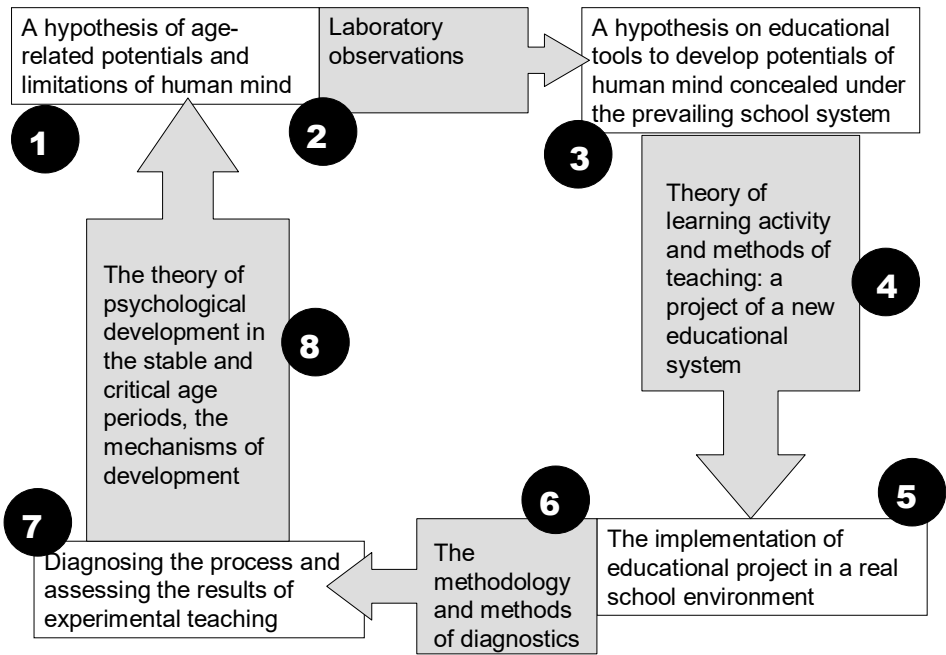 A hypothesis of age-
related potentials and
limitations of human mind
1
Laboratory
observations
2
A hypothesis on educational
tools to develop potentials of
human mind concealed under
the prevailing school system
3
Theory of
learning activity
and methods of
teaching: a
project of a new
educational
system
4
5
The implementation of
educational project in a real
school environment
6
The
methodology
and methods
of diagnostics
7
Diagnosing the process and
assessing the results of
experimental teaching
The theory of
psychological
development in
the stable and
critical age
periods, the
mechanisms of
development
8